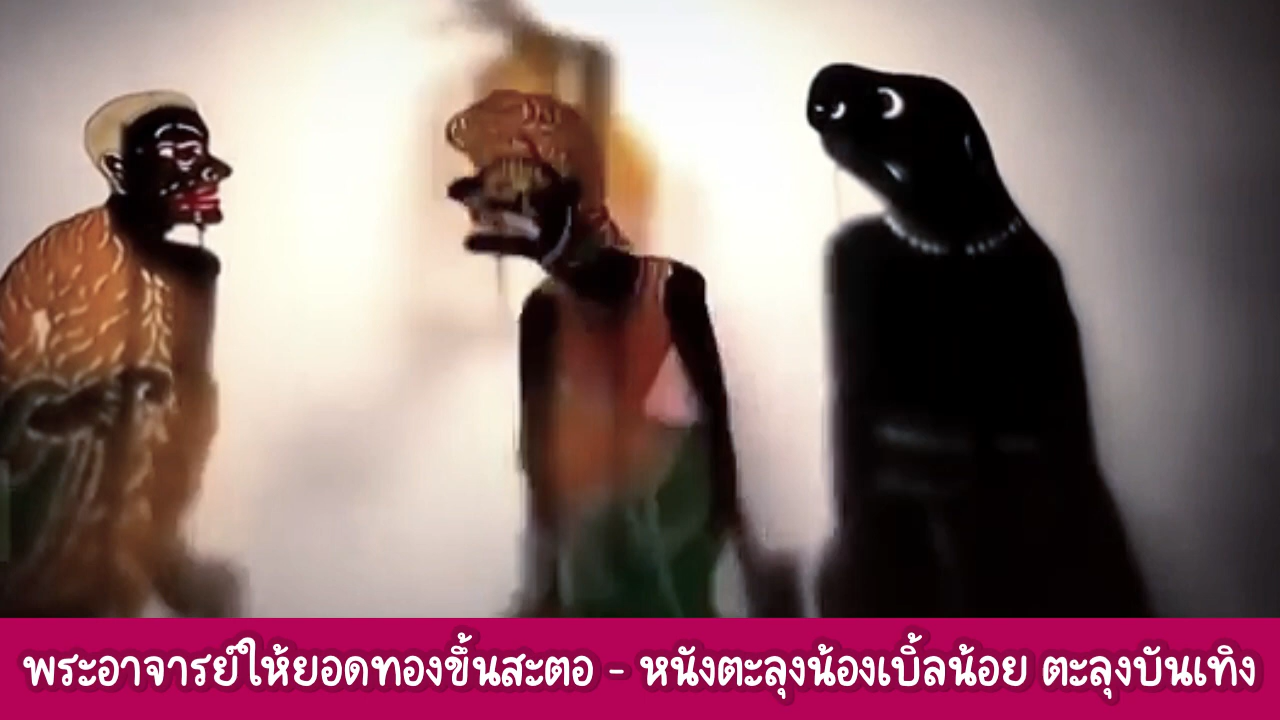 พระอาจารย์ให้ยอดทองขึ้นสะตอ - หนังตะลุงน้องเบิ้ลน้อย ตะลุงบันเทิง